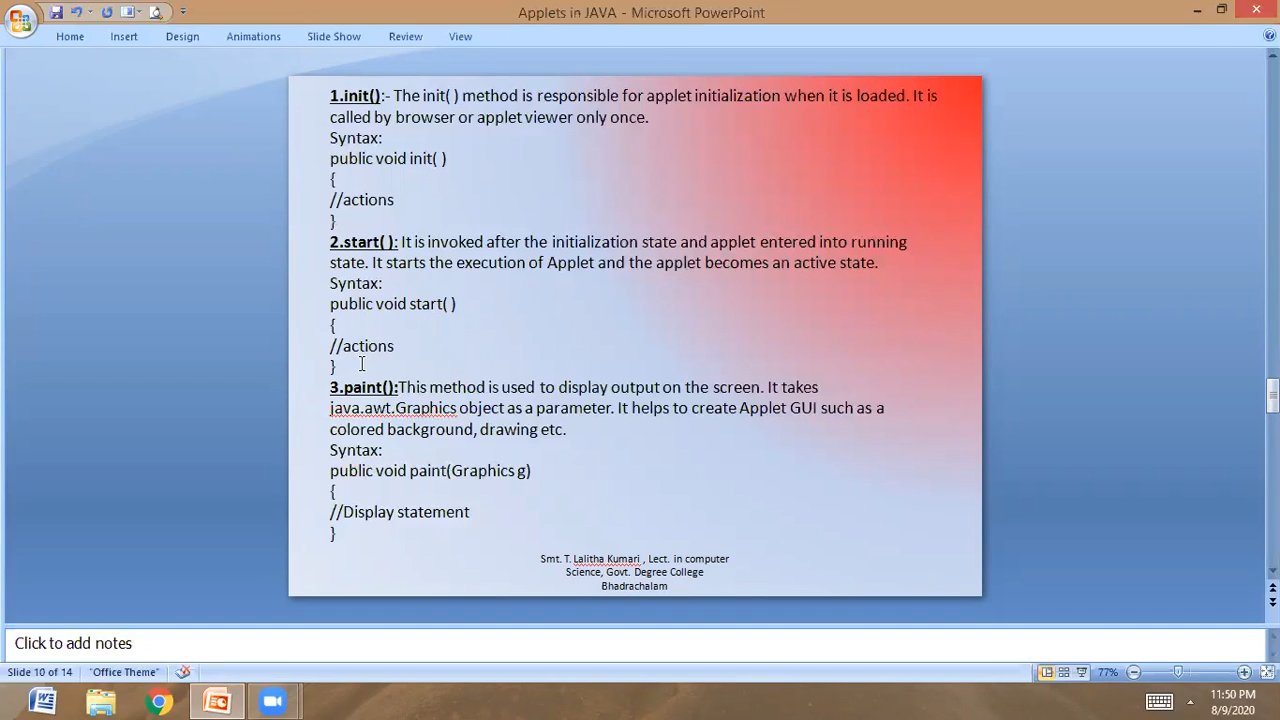 Applets in JAVA - Microsoft PowerPoint
Home Insert Design Animations Slide Show Review View
1.init():- The init( ) method is responsible for applet initialization when it is loaded. It is
called by browser or applet viewer only once.
Syntax:
public void init( )
{
//actions
}
2.start( ): It is invoked after the initialization state and applet entered into running
state. It starts the execution of Applet and the applet becomes an active state.
Syntax:
public void start( )
{
//actions
}
3.paint():This method is used to display output on the screen. It takes
java.awt.Graphics object as a parameter. It helps to create Applet GUI such as a
colored background, drawing etc.
Syntax:
public void paint(Graphics g)
{
//Display statement
}
Smt. T. Lalitha Kumari , Lect. in computer
Science, Govt. Degree College
Bhadrachalam
Click to add notes
Slide 10 of 14 "Office Theme" 77%
11:50 PM
8/9/2020